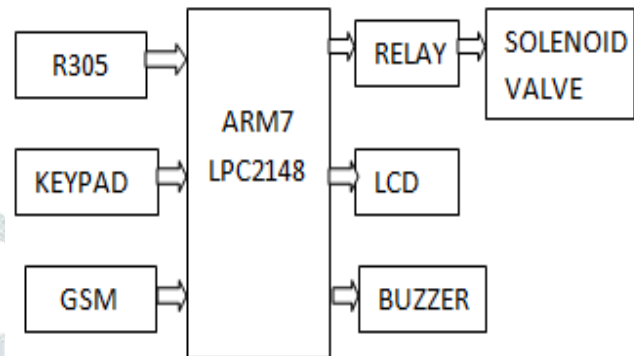 R305
KEYPAD
GSM
ARM7
LPC2148
RELAY
SOLENOID
VALVE
LCD
BUZZER